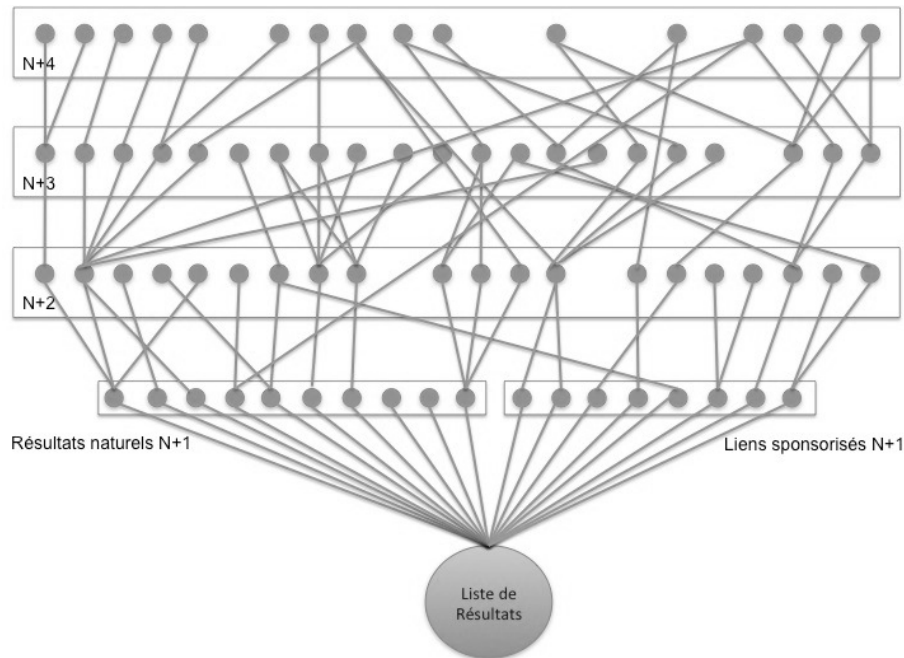 N+4
N+3
N+2
Résultats naturels N+1
Liens sponsorisés N+1
Liste de
Résultats